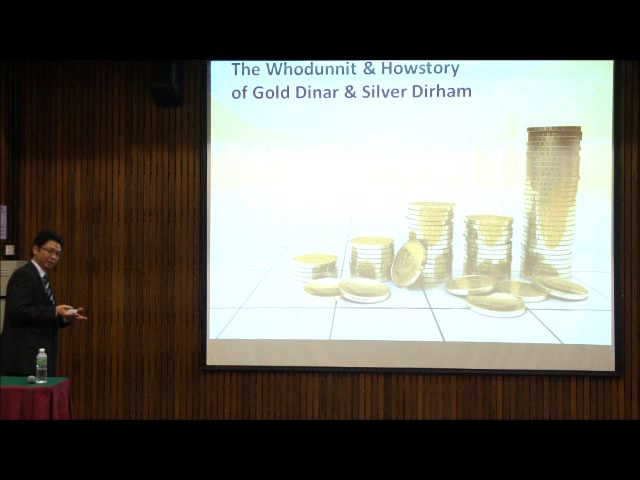 The Whodunnit & Howstory
of Gold Dinar & Silver Dirham